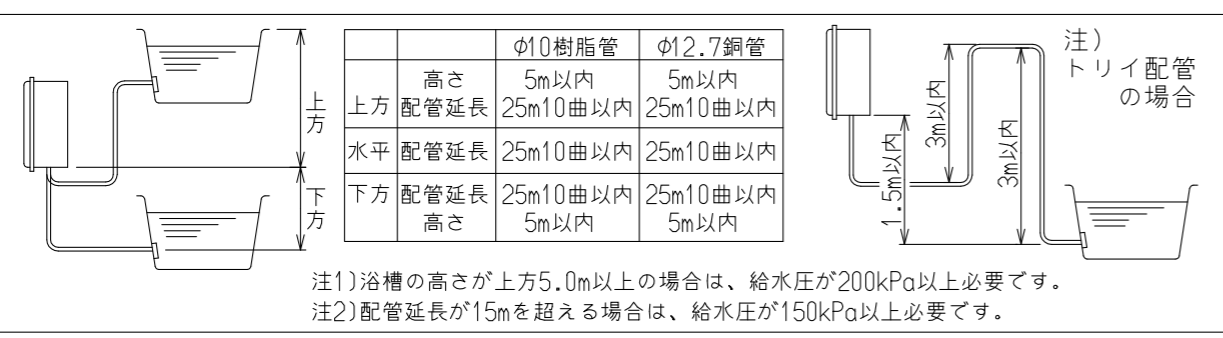 上方
下方
φ10樹脂管 φ12.7銅管
上方 高さ 5m以内 5m以内
配管延長 25m10曲以内 25m10曲以内
水平 配管延長 25m10曲以内 25m10曲以内
下方 配管延長 25m10曲以内 25m10曲以内
高さ 5m以内 5m以内
1.5m以内
3m以内
3m以内
注)
トリイ配管
の場合
注1)浴槽の高さが上方5.0m以上の場合は、給水圧が200kPa以上必要です。
注2)配管延長が15mを超える場合は、給水圧が150kPa以上必要です。